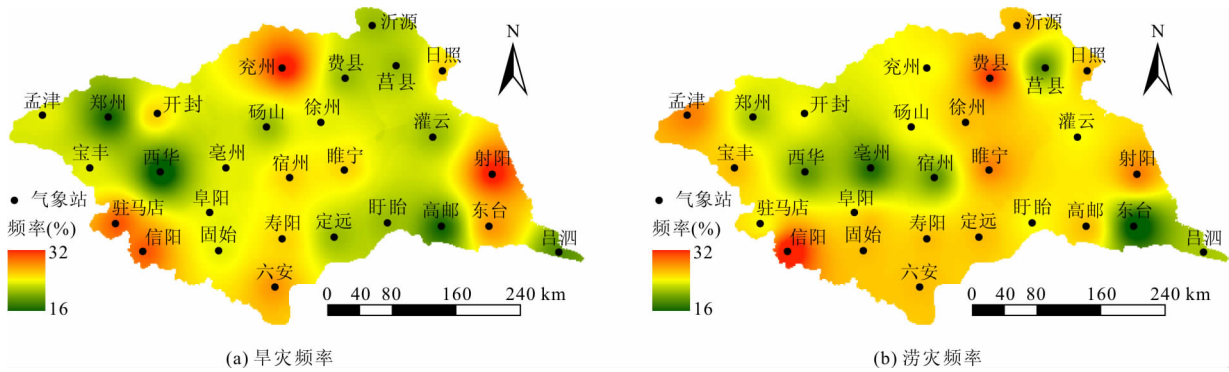 沂源
日照
N
兖州
费县
莒县
孟津
郑州
开封
砀山
徐州
灌云
宝丰
西华
亳州
宿州
睢宁
射阳
气象站
驻马店
阜阳
频率(%)
信阳
固始
寿阳
定远
盱眙
高邮
东台
吕泗
32
16
六安
0 40 80 160 240 km
(a) 旱灾频率
沂源
日照
N
兖州
费县
莒县
孟津
郑州
开封
砀山
徐州
灌云
宝丰
西华
亳州
宿州
睢宁
射阳
气象站
驻马店
阜阳
频率(%)
信阳
固始
寿阳
定远
盱眙
高邮
东台
吕泗
32
16
六安
0 40 80 160 240 km
(b) 涝灾频率